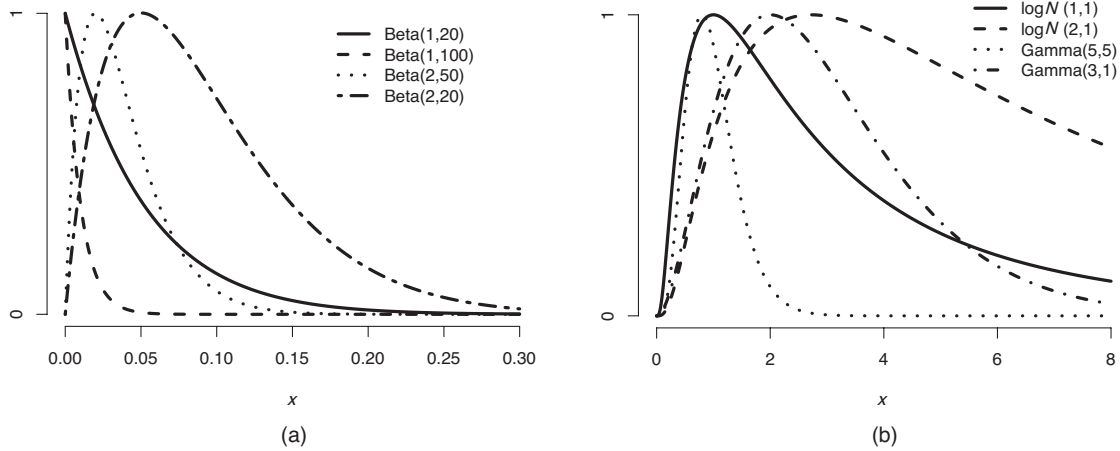 1
0
0.00 0.05 0.10 0.15 0.20 0.25 0.30
x
(a)
Beta(1,20)
Beta(1,100)
Beta(2,50)
Beta(2,20)
1
0
0 2 4 6 8
x
(b)
logN (1,1)
logN (2,1)
Gamma(5,5)
Gamma(3,1)